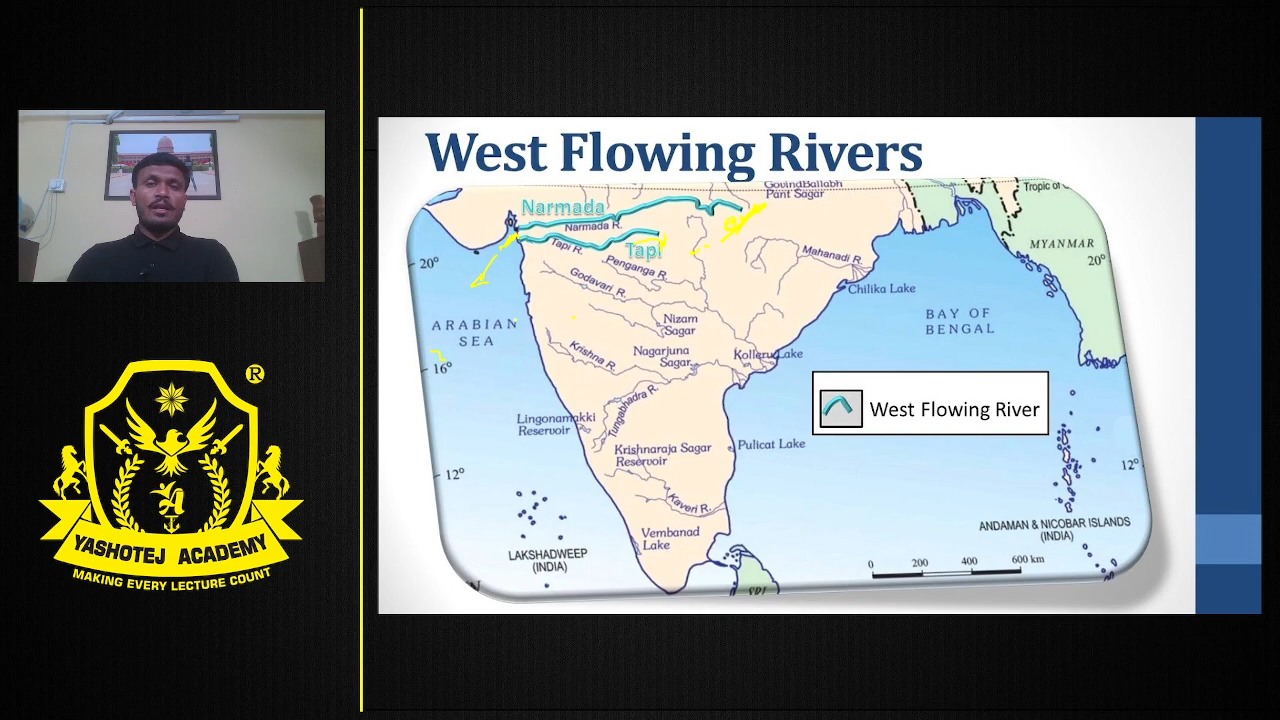 West Flowing Rivers
GovindBallabh
Pant Sagar
Tropic of
Narmada
Narmada R.
Tapi R.
Tapi
Penganga R.
Mahanadi R.
MYANMAR
20°
20°
Godavari R.
Chilika Lake
ARABIAN
SEA
Nizam
Sagar
BAY OF
BENGAL
16°
Krishna R.
Nagarjuna
Sagar
Kolleru Lake
West Flowing River
Tungabhadra R.
Lingonamakki
Reservoir
Krishnaraja Sagar
Reservoir
Pulicat Lake
12°
12°
Kaveri R.
Vembanad
Lake
LAKSHADWEEP
(INDIA)
ANDAMAN & NICOBAR ISLANDS
(INDIA)
0 200 400 600 km
SRI
®
A
YASHOTEJ ACADEMY
MAKING EVERY LECTURE COUNT